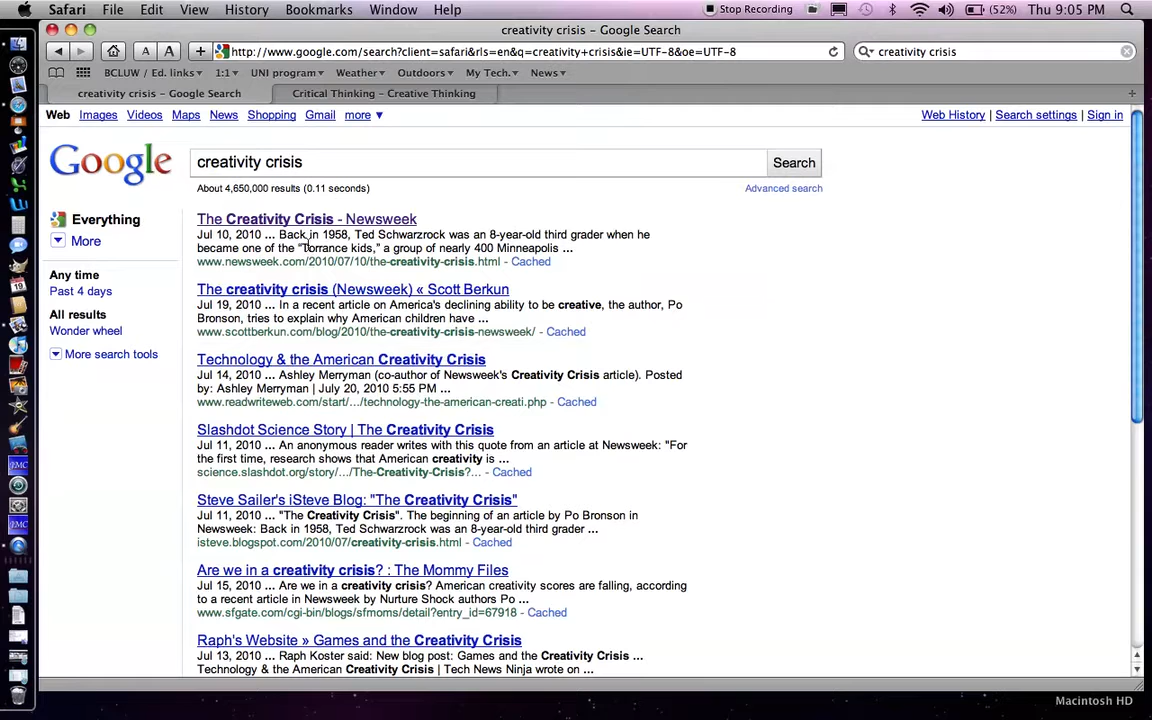 Safari File Edit View History Bookmarks Window Help Stop Recording (52%) Thu 9:05 PM
creativity crisis - Google Search
A A + http://www.google.com/search?client=safari&rls=en&q=creativity+crisis&ie=UTF-8&oe=UTF-8 creativity crisis
BCLUW / Ed. links 1:1 UNI program Weather Outdoors My Tech. News
creativity crisis - Google Search Critical Thinking - Creative Thinking
Web Images Videos Maps News Shopping Gmail more Web History | Search settings | Sign in
Google creativity crisis Search
About 4,650,000 results (0.11 seconds) Advanced search
Everything
More
Any time
Past 4 days
All results
Wonder wheel
More search tools
The Creativity Crisis - Newsweek
Jul 10, 2010 ... Back in 1958, Ted Schwarzrock was an 8-year-old third grader when he
became one of the “Torrance kids,” a group of nearly 400 Minneapolis ...
www.newsweek.com/2010/07/10/the-creativity-crisis.html - Cached
The creativity crisis (Newsweek) « Scott Berkun
Jul 19, 2010 ... In a recent article on America's declining ability to be creative, the author, Po
Bronson, tries to explain why American children have ...
www.scottberkun.com/blog/2010/the-creativity-crisis-newsweek/ - Cached
Technology & the American Creativity Crisis
Jul 14, 2010 ... Ashley Merryman (co-author of Newsweek's Creativity Crisis article). Posted
by: Ashley Merryman | July 20, 2010 5:55 PM ...
www.readwriteweb.com/start/.../technology-the-american-creati.php - Cached
Slashdot Science Story | The Creativity Crisis
Jul 11, 2010 ... An anonymous reader writes with this quote from an article at Newsweek: "For
the first time, research shows that American creativity is ...
science.slashdot.org/story/.../The-Creativity-Crisis?... - Cached
Steve Sailer's iSteve Blog: "The Creativity Crisis"
Jul 11, 2010 ... "The Creativity Crisis". The beginning of an article by Po Bronson in
Newsweek: Back in 1958, Ted Schwarzrock was an 8-year-old third grader ...
isteve.blogspot.com/2010/07/creativity-crisis.html - Cached
Are we in a creativity crisis? : The Mommy Files
Jul 15, 2010 ... Are we in a creativity crisis? American creativity scores are falling, according
to a recent article in Newsweek by Nurture Shock authors Po ...
www.sfgate.com/cgi-bin/blogs/sfmoms/detail?entry_id=67918 - Cached
Raph's Website » Games and the Creativity Crisis
Jul 13, 2010 ... Raph Koster said: New blog post: Games and the Creativity Crisis ...
Technology & the American Creativity Crisis | Tech News Ninja wrote on ...
Macintosh HD